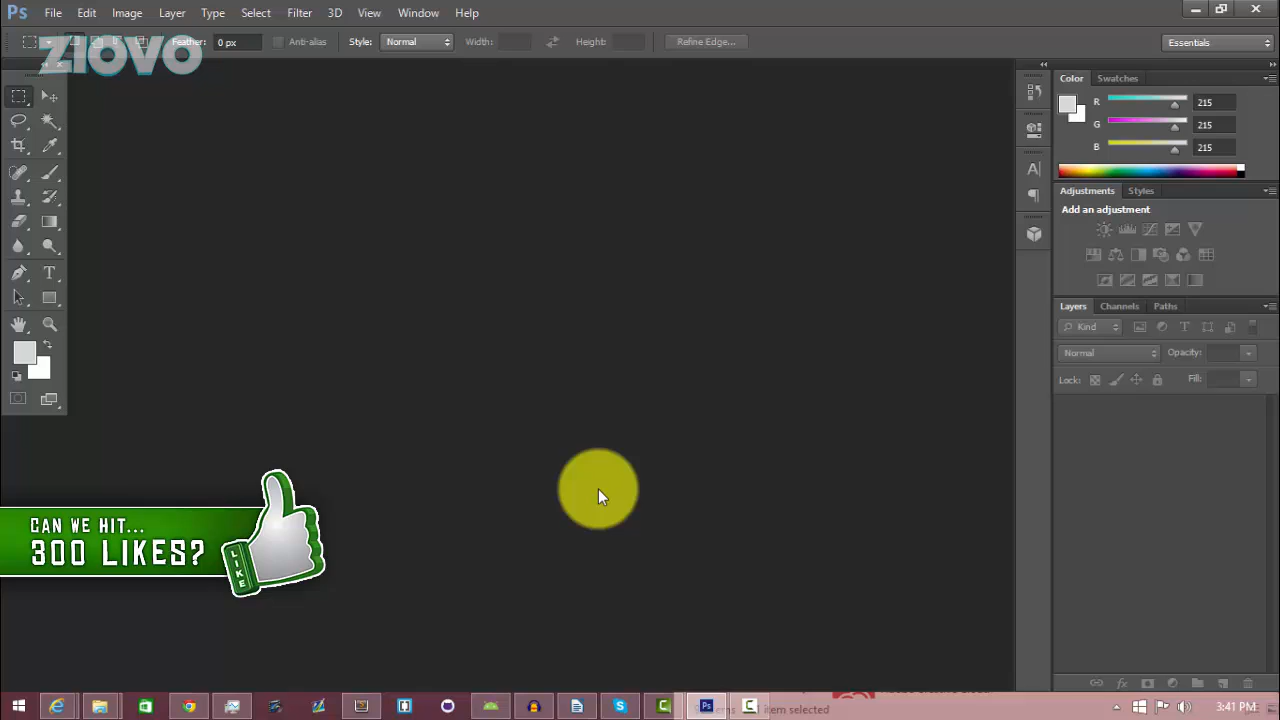 Ps File Edit Image Layer Type Select Filter 3D View Window Help
Feather: 0 px Anti-alias Style: Normal Width: Height: Refine Edge... Essentials
ZIOVO
Color Swatches
R 215
G 215
B 215
Adjustments Styles
Add an adjustment
Layers Channels Paths
Kind
Normal Opacity:
Lock: Fill:
CAN WE HIT...
300 LIKES?
LIKE
item selected
3:41 PM